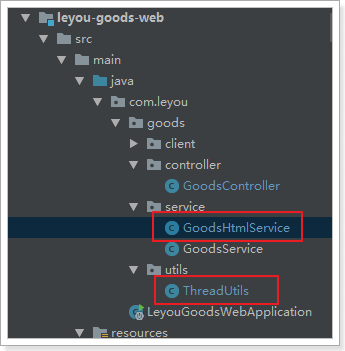 leyou-goods-web
src
main
java
com.leyou
goods
client
controller
GoodsController
service
GoodsHtmlService
GoodsService
utils
ThreadUtils
LeyouGoodsWebApplication
resources